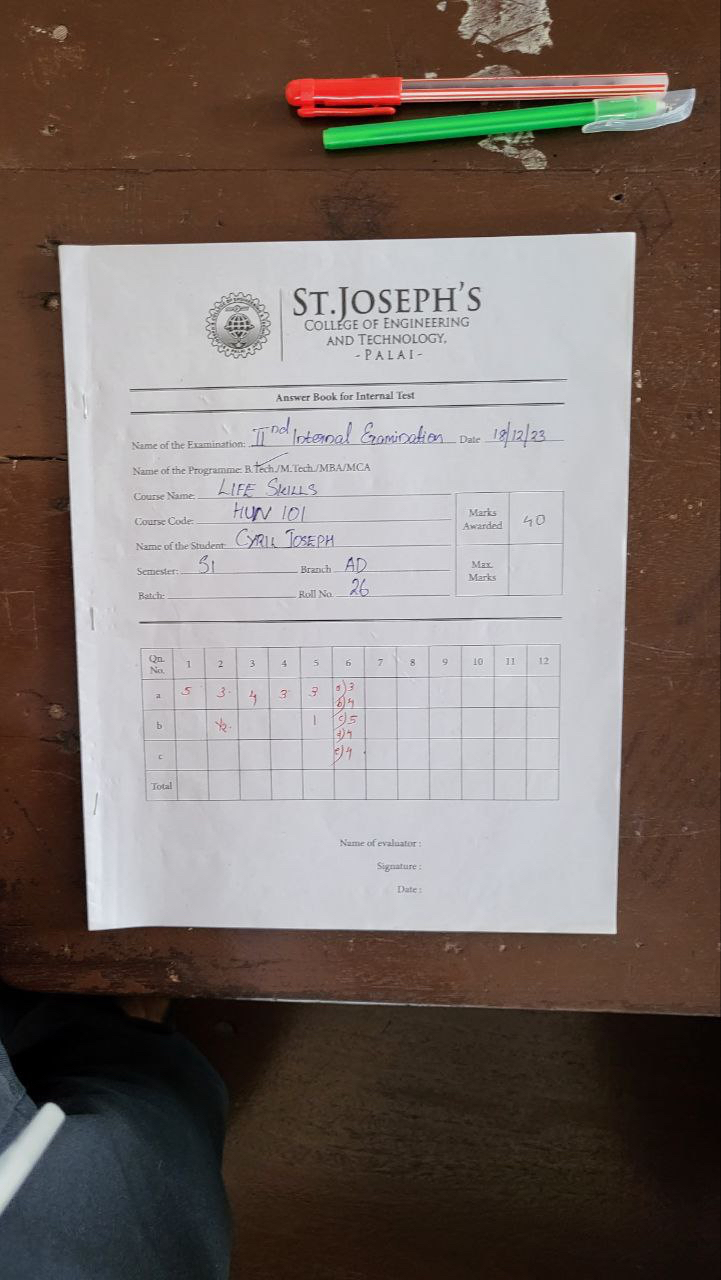 ST.JOSEPH'S
COLLEGE OF ENGINEERING
AND TECHNOLOGY,
- PALAI -
Answer Book for Internal Test
Name of the Examination: IInd Internal Examination Date 18/12/23
Name of the Programme: B.Tech./M.Tech./MBA/MCA
Course Name: LIFE SKILLS
Course Code: HUN 101
Marks Awarded 40
Name of the Student: CYRIL JOSEPH
Semester: S1 Branch AD
Max. Marks
Batch: Roll No. 26
Qn. No. 1 2 3 4 5 6 7 8 9 10 11 12
a 5 3 4 3 3 a)3 b)4
b ½ 1 c)5 d)4
c e)4
Total
Name of evaluator :
Signature :
Date :